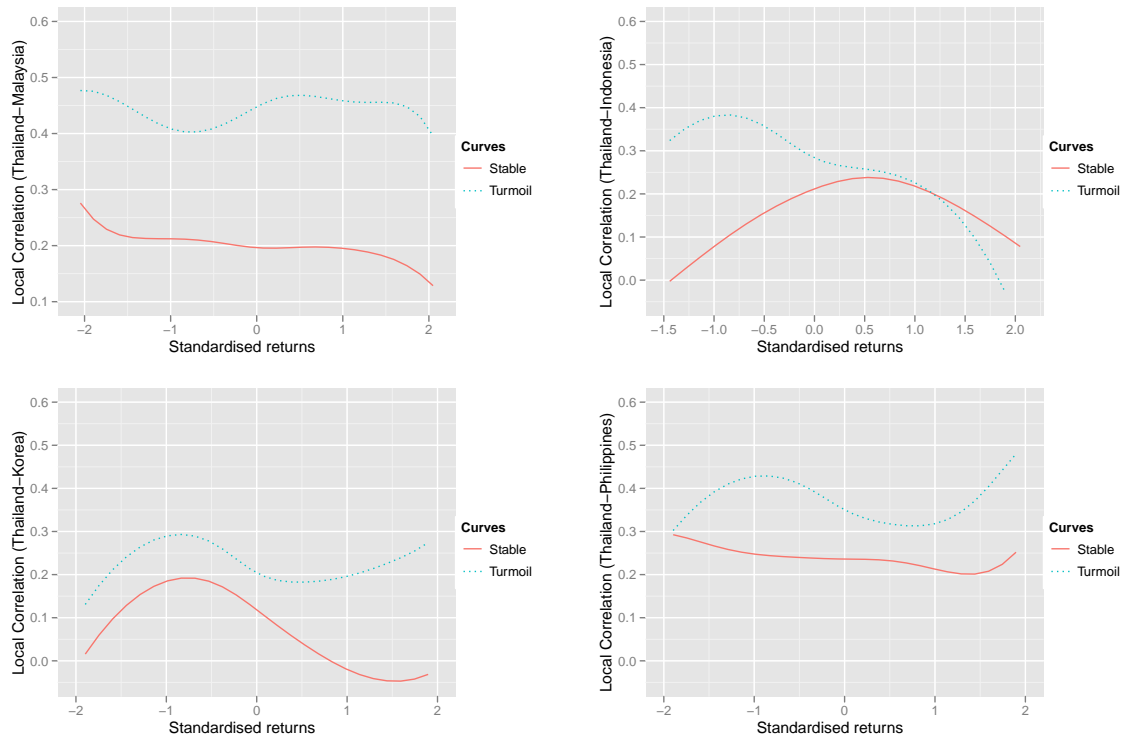 Local Correlation (Thailand−Malaysia)
0.6
0.5
0.4
0.3
0.2
0.1
−2
−1
0
1
2
Standardised returns
Curves
Stable
Turmoil
Local Correlation (Thailand−Indonesia)
0.6
0.5
0.4
0.3
0.2
0.1
0.0
−1.5
−1.0
−0.5
0.0
0.5
1.0
1.5
2.0
Standardised returns
Curves
Stable
Turmoil
Local Correlation (Thailand−Korea)
0.6
0.5
0.4
0.3
0.2
0.1
0.0
−2
−1
0
1
2
Standardised returns
Curves
Stable
Turmoil
Local Correlation (Thailand−Philippines)
0.6
0.5
0.4
0.3
0.2
0.1
0.0
−2
−1
0
1
2
Standardised returns
Curves
Stable
Turmoil